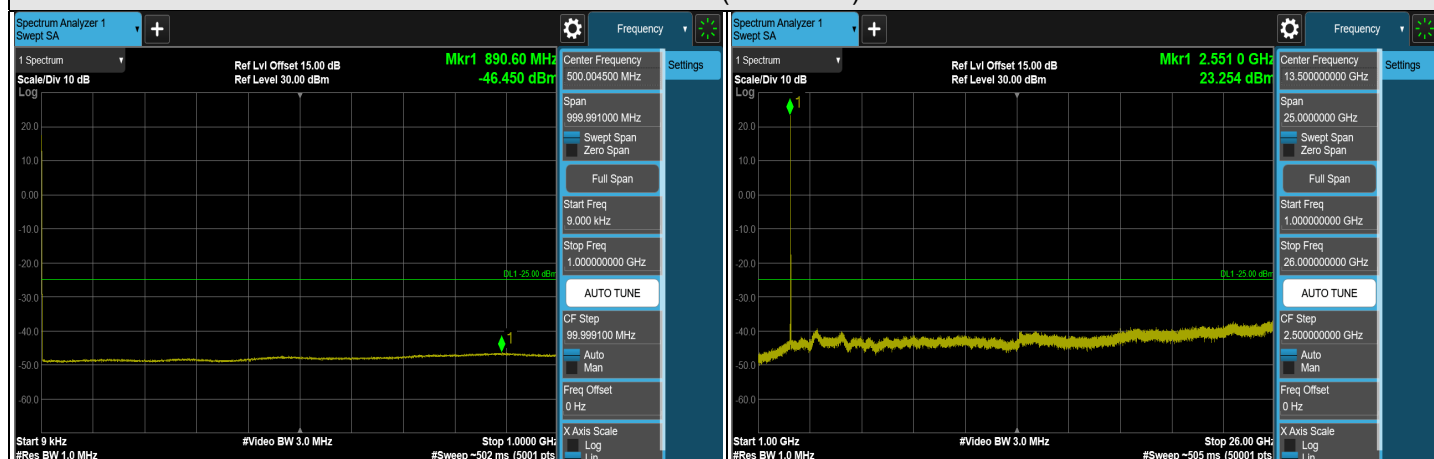 Spectrum Analyzer 1
Swept SA
+
Frequency
1 Spectrum
Scale/Div 10 dB
Log
Ref Lvl Offset 15.00 dB
Ref Level 30.00 dBm
Mkr1 890.60 MHz
-46.450 dBm
20.0
10.0
0.00
-10.0
-20.0
-30.0
-40.0
-50.0
-60.0
DL1 -25.00 dBm
1
Start 9 kHz
#Video BW 3.0 MHz
Stop 1.0000 GHz
#Res BW 1.0 MHz
#Sweep ~502 ms (5001 pts
Center Frequency
500.004500 MHz
Settings
Span
999.991000 MHz
Swept Span
Zero Span
Full Span
Start Freq
9.000 kHz
Stop Freq
1.000000000 GHz
AUTO TUNE
CF Step
99.999100 MHz
Auto
Man
Freq Offset
0 Hz
X Axis Scale
Log
Lin
Spectrum Analyzer 1
Swept SA
+
Frequency
1 Spectrum
Scale/Div 10 dB
Log
Ref Lvl Offset 15.00 dB
Ref Level 30.00 dBm
Mkr1 2.551 0 GHz
23.254 dBm
1
20.0
10.0
0.00
-10.0
-20.0
-30.0
-40.0
-50.0
-60.0
DL1 -25.00 dBm
Start 1.00 GHz
#Video BW 3.0 MHz
Stop 26.00 GHz
#Res BW 1.0 MHz
#Sweep ~505 ms (50001 pts
Center Frequency
13.500000000 GHz
Settings
Span
25.0000000 GHz
Swept Span
Zero Span
Full Span
Start Freq
1.000000000 GHz
Stop Freq
26.000000000 GHz
AUTO TUNE
CF Step
2.500000000 GHz
Auto
Man
Freq Offset
0 Hz
X Axis Scale
Log
Lin